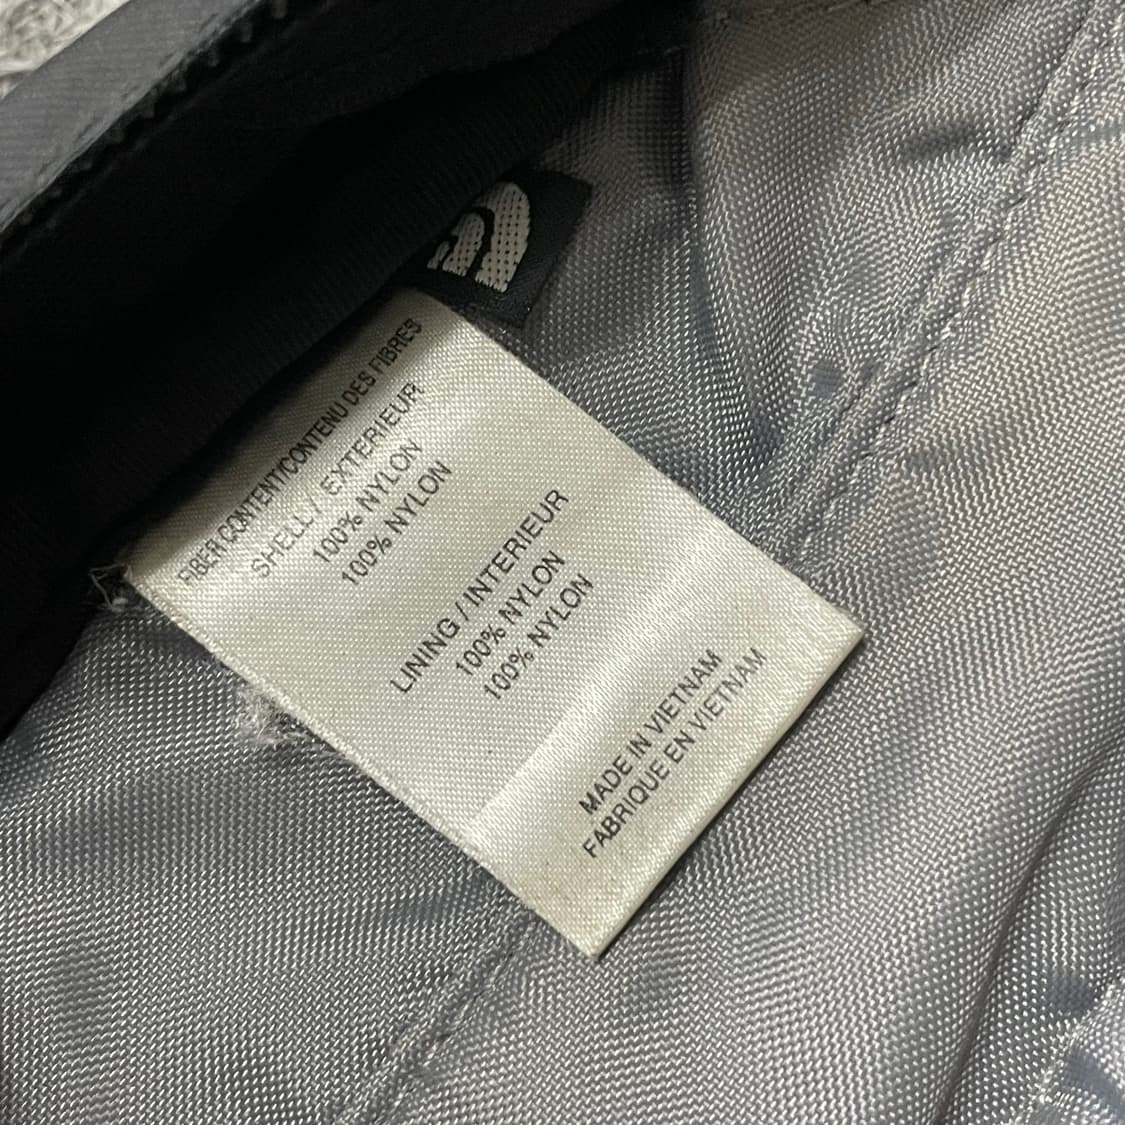 FIBER CONTENT/CONTENU DES FIBRES
SHELL / EXTERIEUR
100% NYLON
100% NYLON
LINING / INTERIEUR
100% NYLON
100% NYLON
MADE IN VIETNAM
FABRIQUE EN VIETNAM